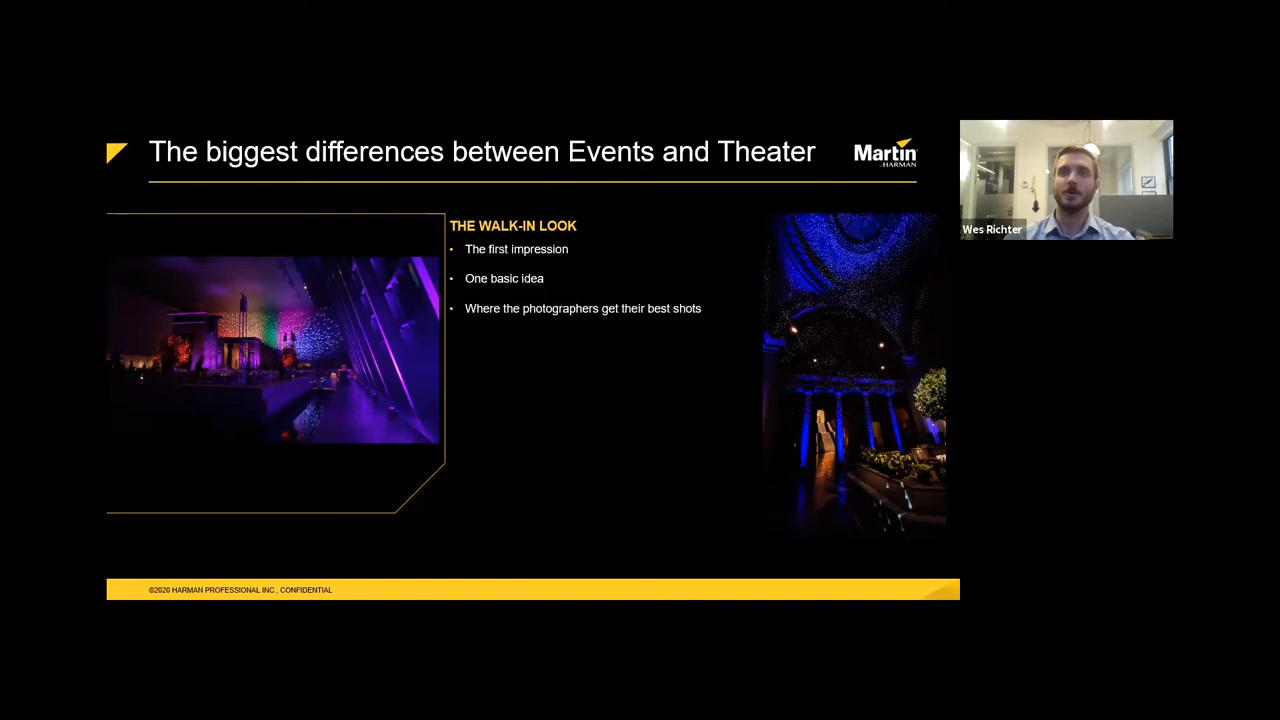 The biggest differences between Events and Theater
Martin
by HARMAN
THE WALK-IN LOOK
• The first impression
• One basic idea
• Where the photographers get their best shots
Wes Richter
©2020 HARMAN PROFESSIONAL INC., CONFIDENTIAL